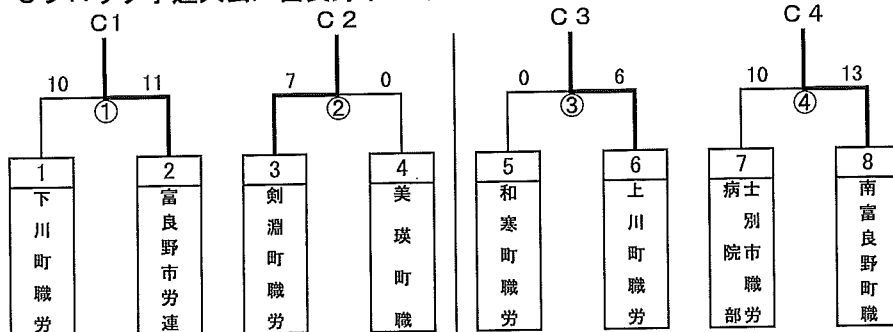 C1 C2 C3 C4
10 11 7 0 0 6 10 13
① ② ③ ④
1 2 3 4 5 6 7 8
下川町職労
富良野市労連
剣淵町職労
美瑛町職
和寒町職労
上川町職労
士別市職労
病院部
南富良野町職